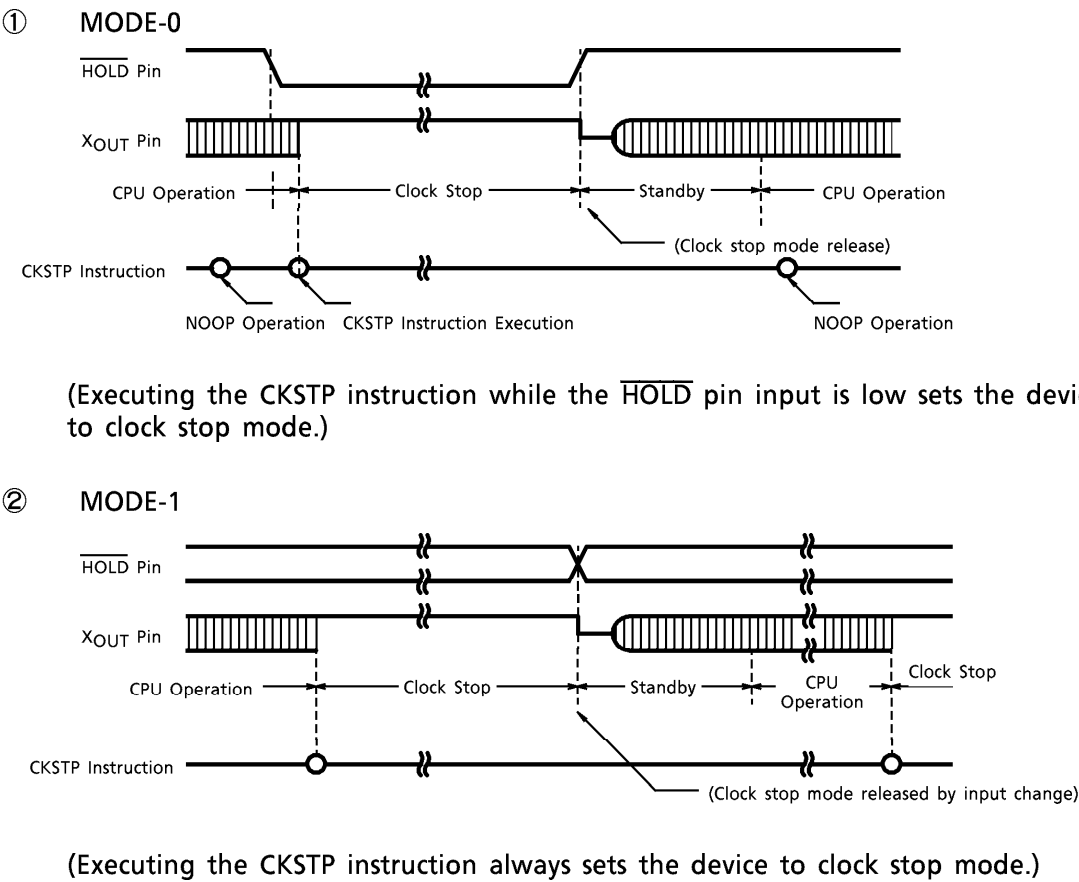 ① MODE-0
HOLD Pin
XOUT Pin
CPU Operation Clock Stop Standby CPU Operation
(Clock stop mode release)
CKSTP Instruction
NOOP Operation CKSTP Instruction Execution NOOP Operation
(Executing the CKSTP instruction while the HOLD pin input is low sets the devi
to clock stop mode.)
② MODE-1
HOLD Pin
XOUT Pin
CPU Operation Clock Stop Standby CPU Operation Clock Stop
CKSTP Instruction
(Clock stop mode released by input change)
(Executing the CKSTP instruction always sets the device to clock stop mode.)